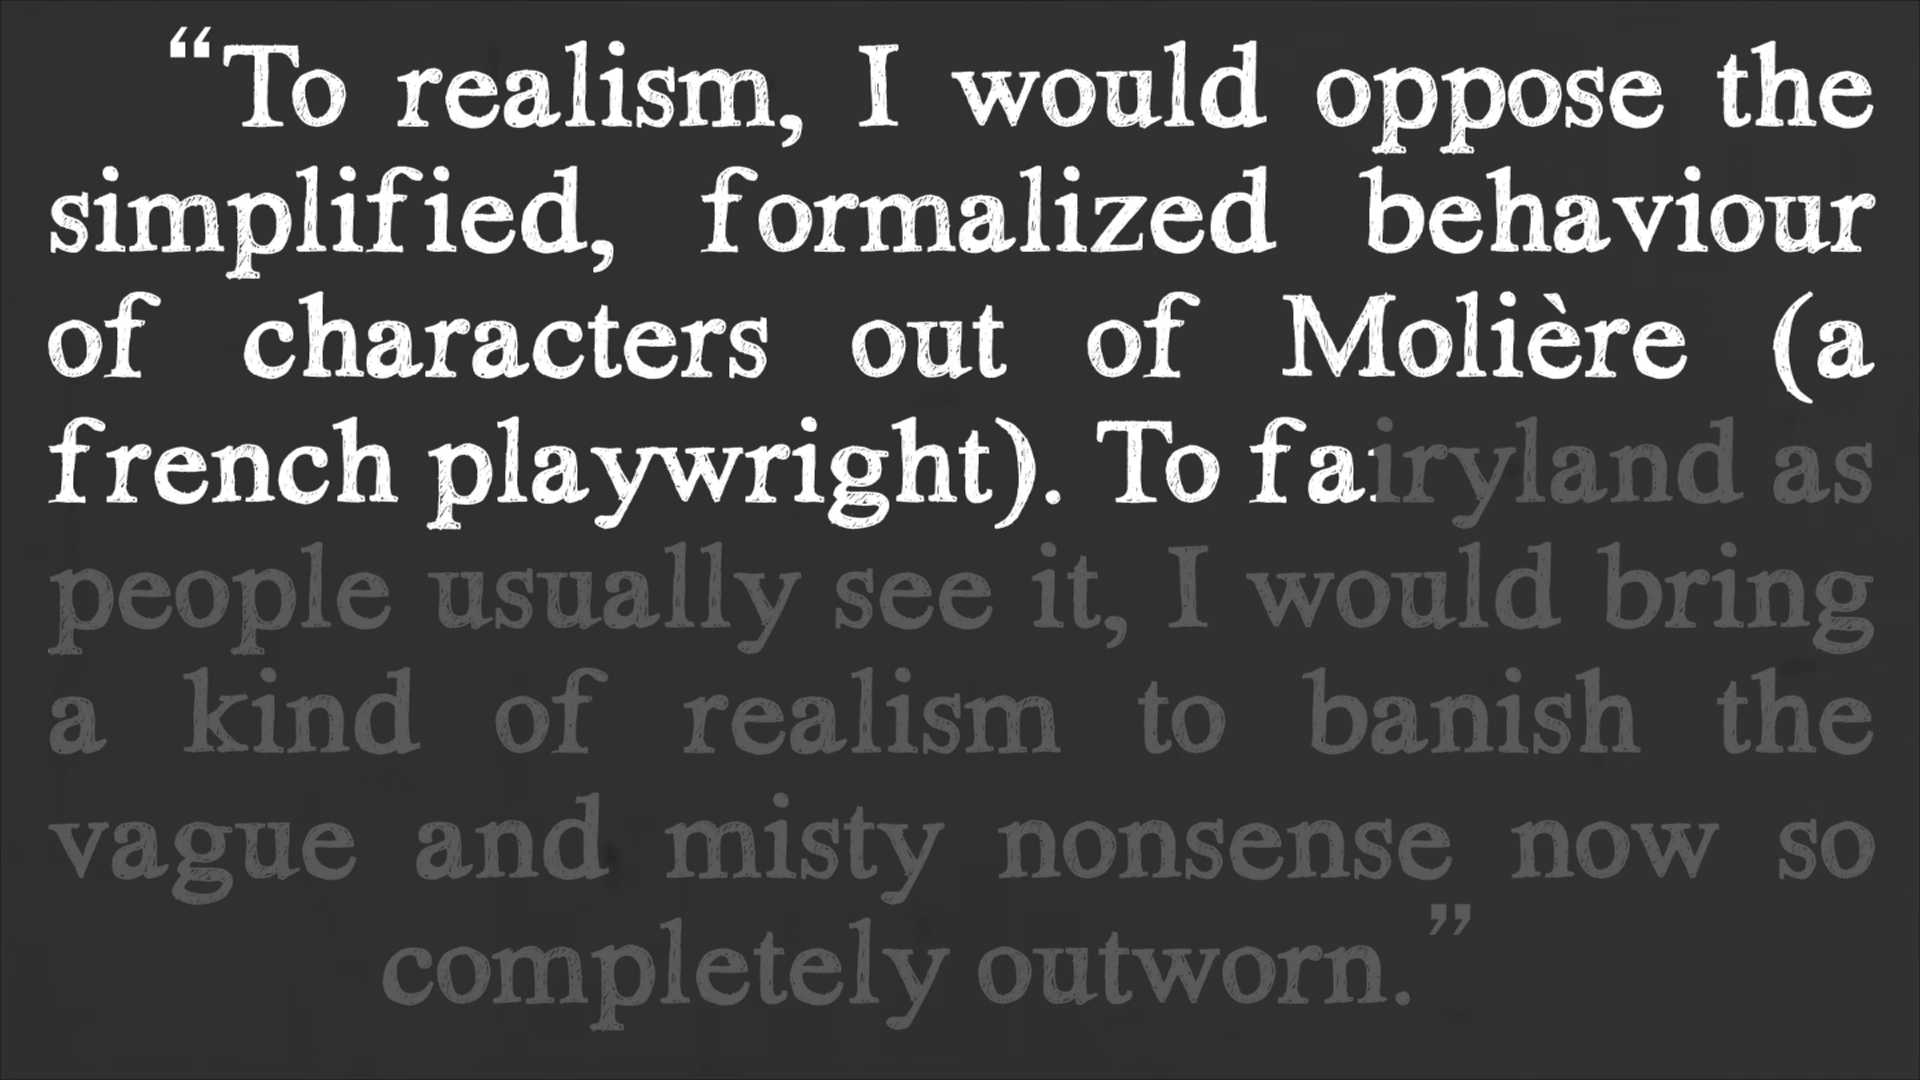 “To realism, I would oppose the
simplified, formalized behaviour
of characters out of Molière (a
french playwright). To fairyland as
people usually see it, I would bring
a kind of realism to banish the
vague and misty nonsense now so
completely outworn.”